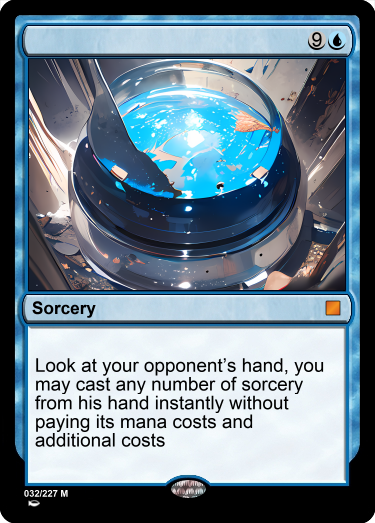 9
Sorcery
Look at your opponent's hand, you
may cast any number of sorcery
from his hand instantly without
paying its mana costs and
additional costs
032/227 M